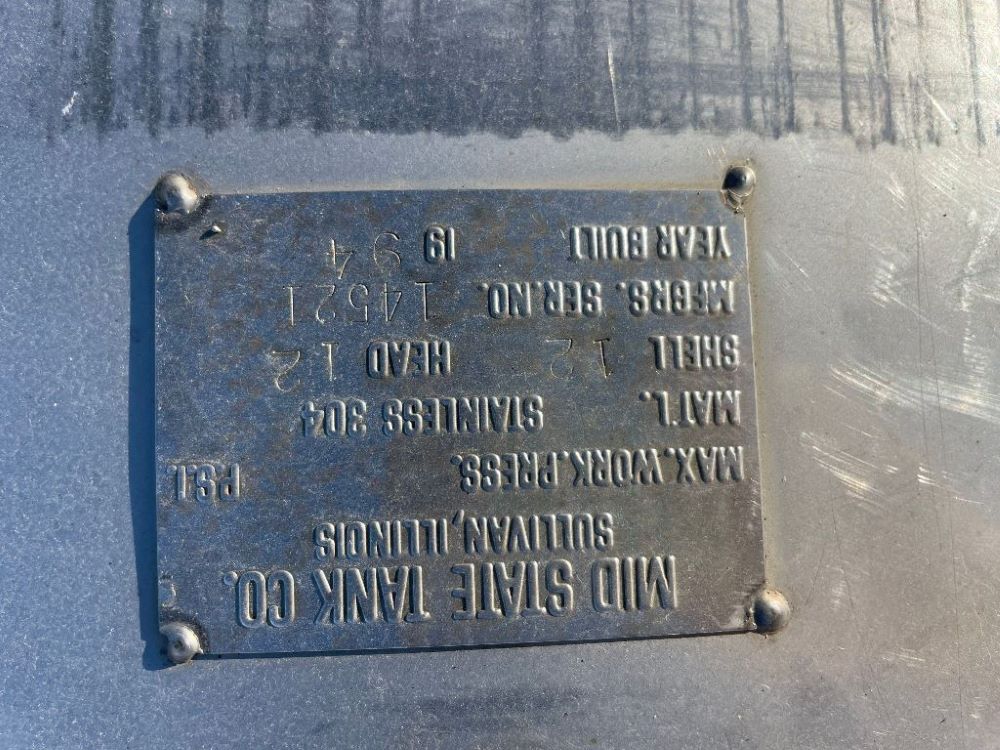 MID STATE TANK CO.
SULLIVAN, ILLINOIS
MAX. WORK. PRESS. P.S.I.
MAT'L. STAINLESS 304
SHELL 12 HEAD 12
MFGRS. SER. NO. 14521
YEAR BUILT 19 94